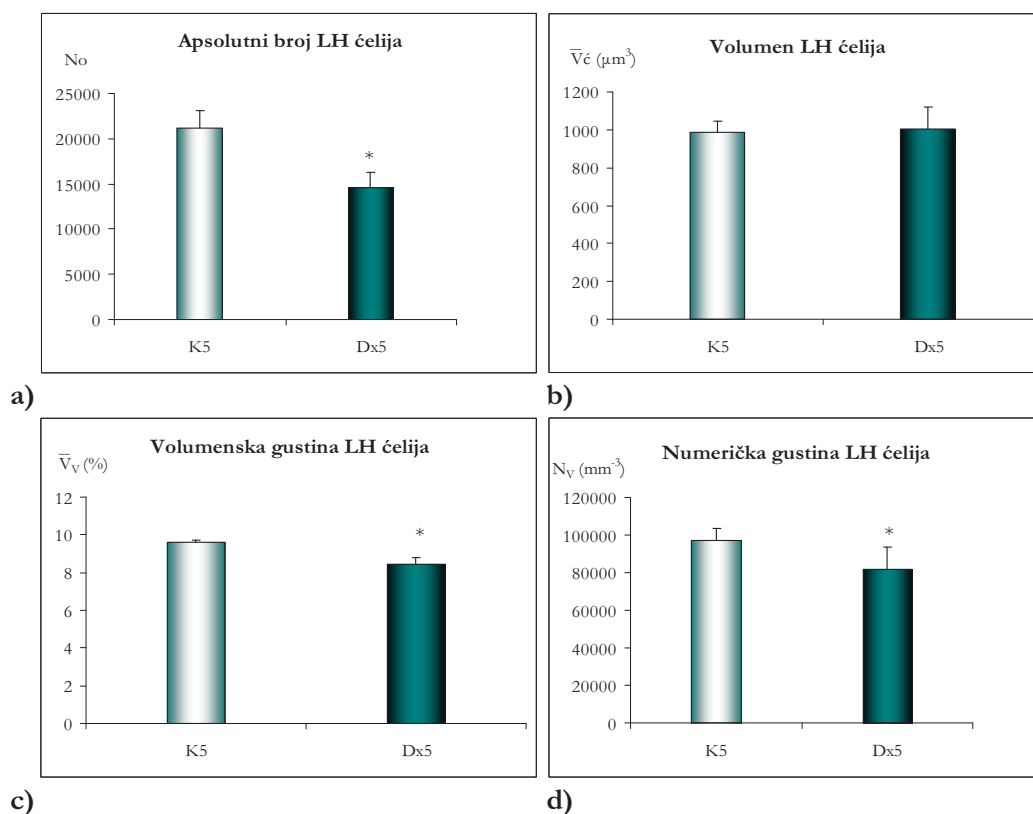 Apsolutni broj LH ćelija
No
25000
20000
15000
10000
5000
0
*
K5
Dx5
a)
Volumen LH ćelija
V̅ć (μm³)
1200
1000
800
600
400
200
0
K5
Dx5
b)
Volumenska gustina LH ćelija
V̅ᵥ (%)
12
10
8
6
4
2
0
*
K5
Dx5
c)
Numerička gustina LH ćelija
Nᵥ (mm⁻³)
120000
100000
80000
60000
40000
20000
0
*
K5
Dx5
d)